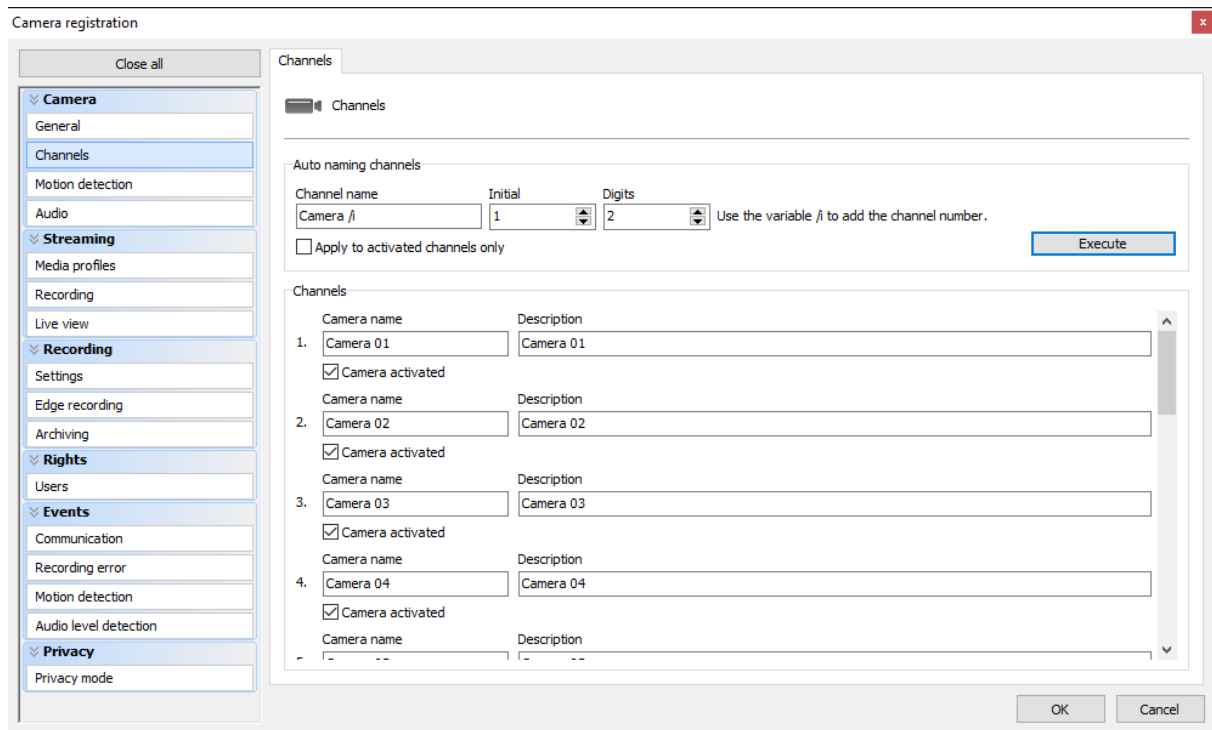 Camera registration
x
Close all
Camera
General
Channels
Motion detection
Audio
Streaming
Media profiles
Recording
Live view
Recording
Settings
Edge recording
Archiving
Rights
Users
Events
Communication
Recording error
Motion detection
Audio level detection
Privacy
Privacy mode
Channels
Channels
Auto naming channels
Channel name Initial Digits
Camera /i 1 2 Use the variable /i to add the channel number.
Apply to activated channels only
Execute
Channels
Camera name Description
1. Camera 01 Camera 01
Camera activated
Camera name Description
2. Camera 02 Camera 02
Camera activated
Camera name Description
3. Camera 03 Camera 03
Camera activated
Camera name Description
4. Camera 04 Camera 04
Camera activated
Camera name Description
OK Cancel